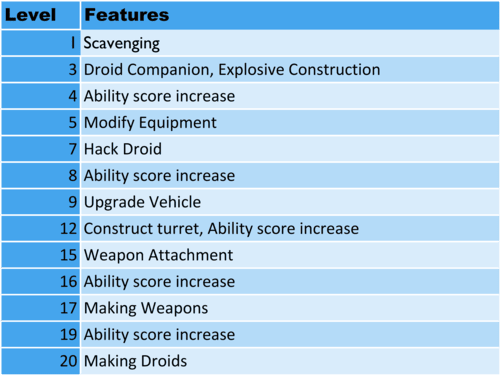 Level Features
1 Scavenging
3 Droid Companion, Explosive Construction
4 Ability score increase
5 Modify Equipment
7 Hack Droid
8 Ability score increase
9 Upgrade Vehicle
12 Construct turret, Ability score increase
15 Weapon Attachment
16 Ability score increase
17 Making Weapons
19 Ability score increase
20 Making Droids